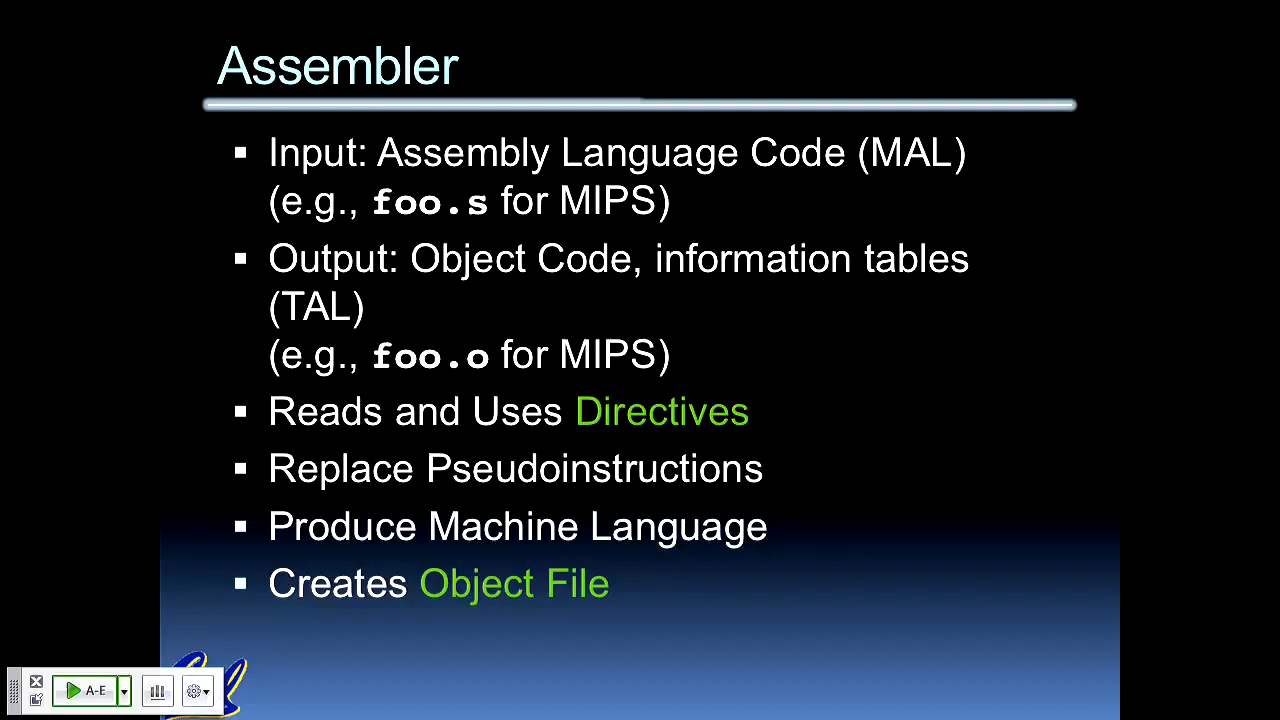 Assembler
▪ Input: Assembly Language Code (MAL)
(e.g., foo.s for MIPS)
▪ Output: Object Code, information tables
(TAL)
(e.g., foo.o for MIPS)
▪ Reads and Uses Directives
▪ Replace Pseudoinstructions
▪ Produce Machine Language
▪ Creates Object File
A-E